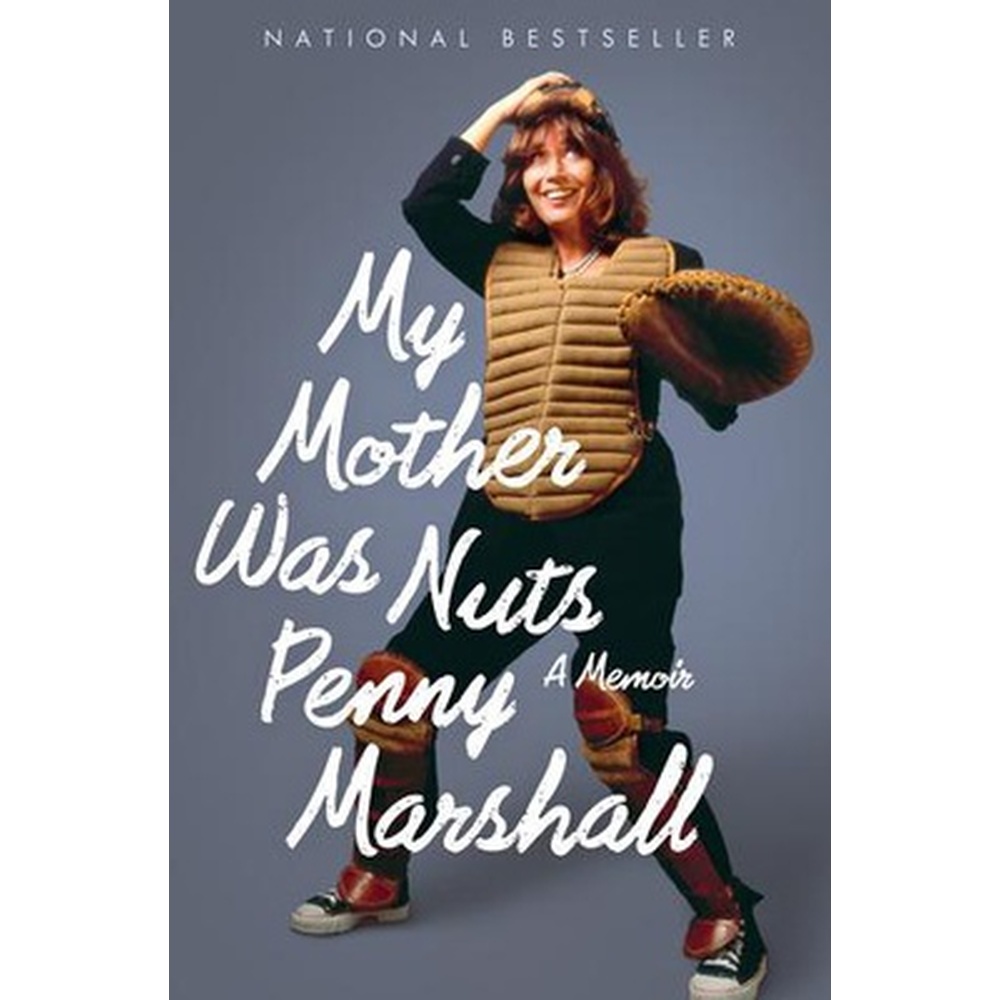 NATIONAL BESTSELLER
My
Mother
Was Nuts
Penny
A Memoir
Marshall